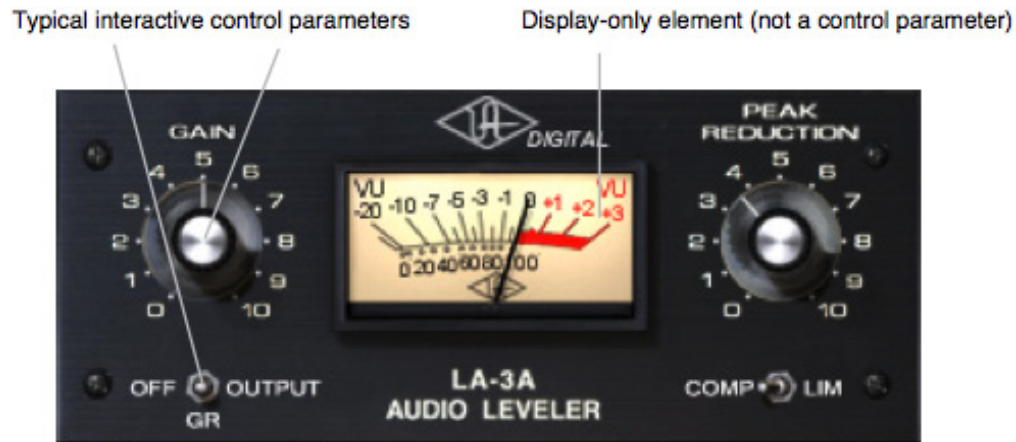 Typical interactive control parameters
Display-only element (not a control parameter)
GAIN
0 1 2 3 4 5 6 7 8 9 10
OFF OUTPUT
GR
UA
DIGITAL
VU VU
-20 -10 -7 -5 -3 -1 0 +1 +2 +3
0 20 40 60 80 100
LA-3A
AUDIO LEVELER
PEAK
REDUCTION
0 1 2 3 4 5 6 7 8 9 10
COMP LIM